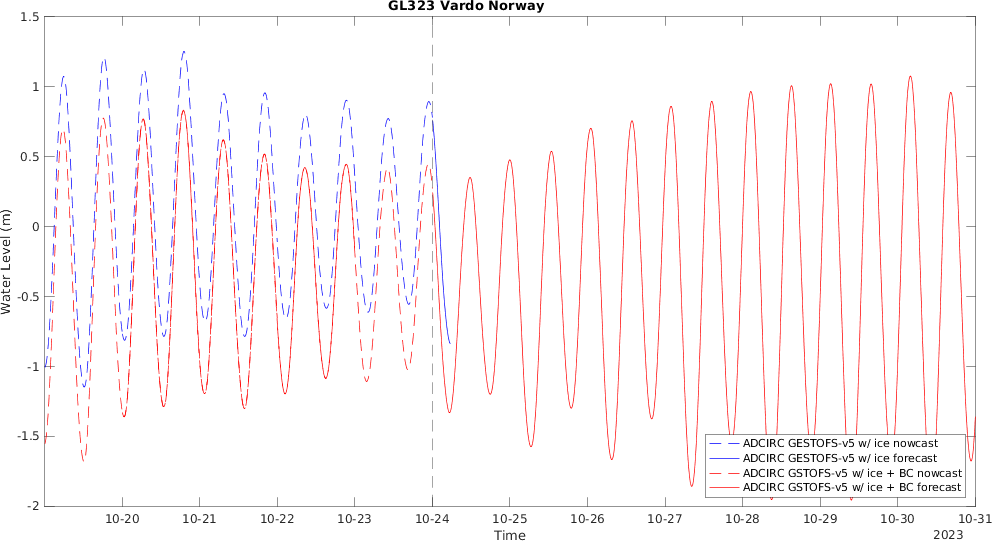 GL323 Vardo Norway
1.5
1
0.5
0
-0.5
-1
-1.5
-2
Water Level (m)
10-20 10-21 10-22 10-23 10-24 10-25 10-26 10-27 10-28 10-29 10-30 10-31
Time
2023
ADCIRC GESTOFS-v5 w/ ice nowcast
ADCIRC GESTOFS-v5 w/ ice forecast
ADCIRC GSTOFS-v5 w/ ice + BC nowcast
ADCIRC GSTOFS-v5 w/ ice + BC forecast